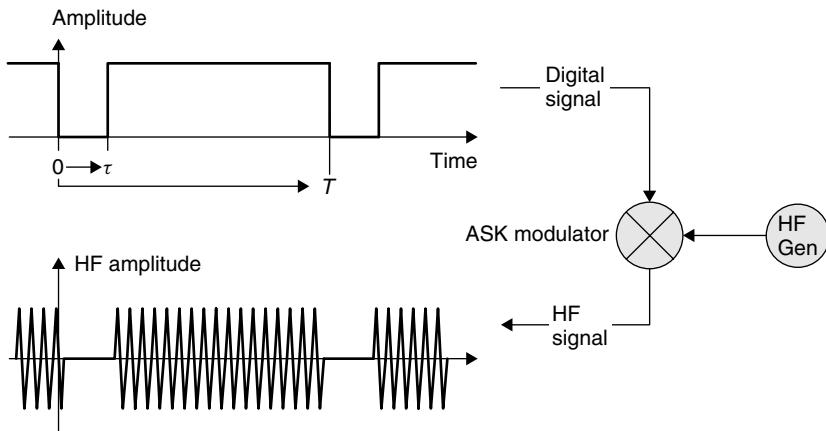 Amplitude
Digital
signal
0
τ
T
Time
ASK modulator
HF
Gen
HF amplitude
HF
signal